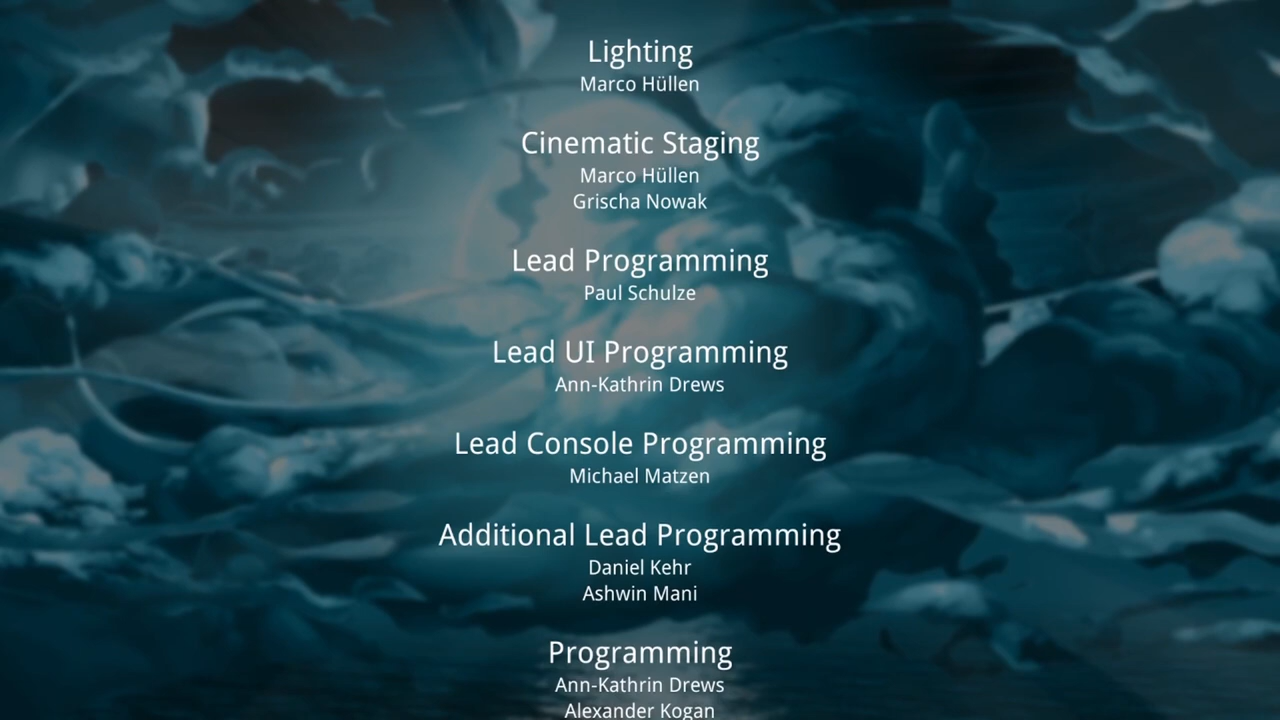 Lighting
Marco Hüllen
Cinematic Staging
Marco Hüllen
Grischa Nowak
Lead Programming
Paul Schulze
Lead UI Programming
Ann-Kathrin Drews
Lead Console Programming
Michael Matzen
Additional Lead Programming
Daniel Kehr
Ashwin Mani
Programming
Ann-Kathrin Drews
Alexander Kogan